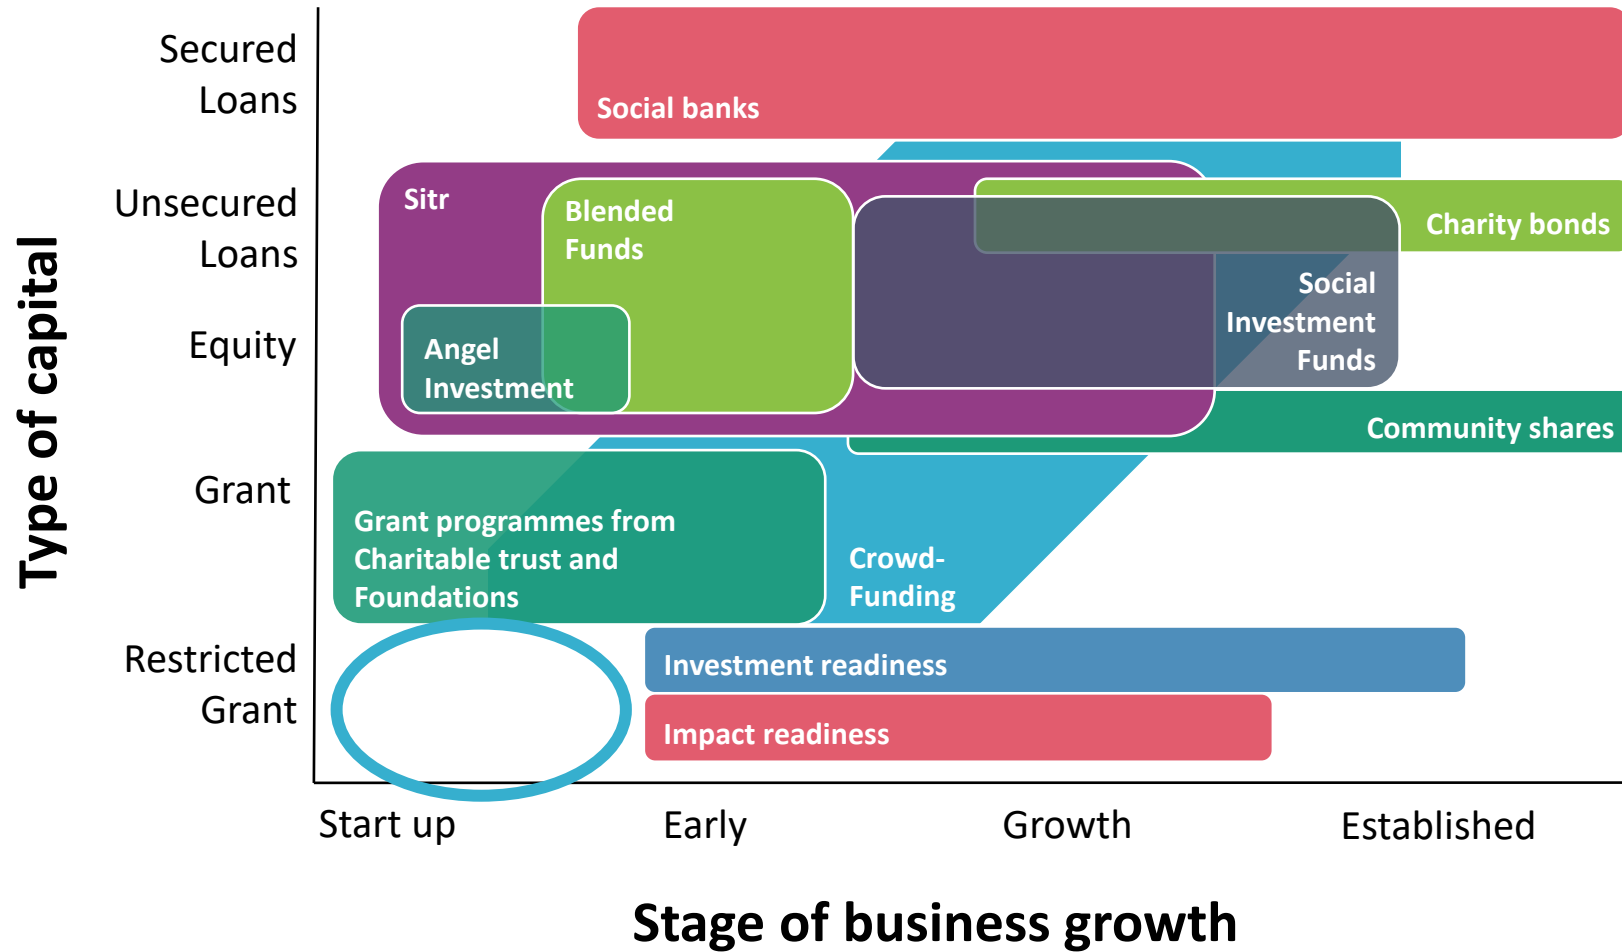 Secured
Loans
Social banks
Unsecured
Loans
Sitr
Blended
Funds
Charity bonds
Social
Investment
Funds
Equity
Angel
Investment
Community shares
Grant
Grant programmes from
Charitable trust and
Foundations
Crowd-
Funding
Restricted
Grant
Investment readiness
Impact readiness
Type of capital
Start up
Early
Growth
Established
Stage of business growth